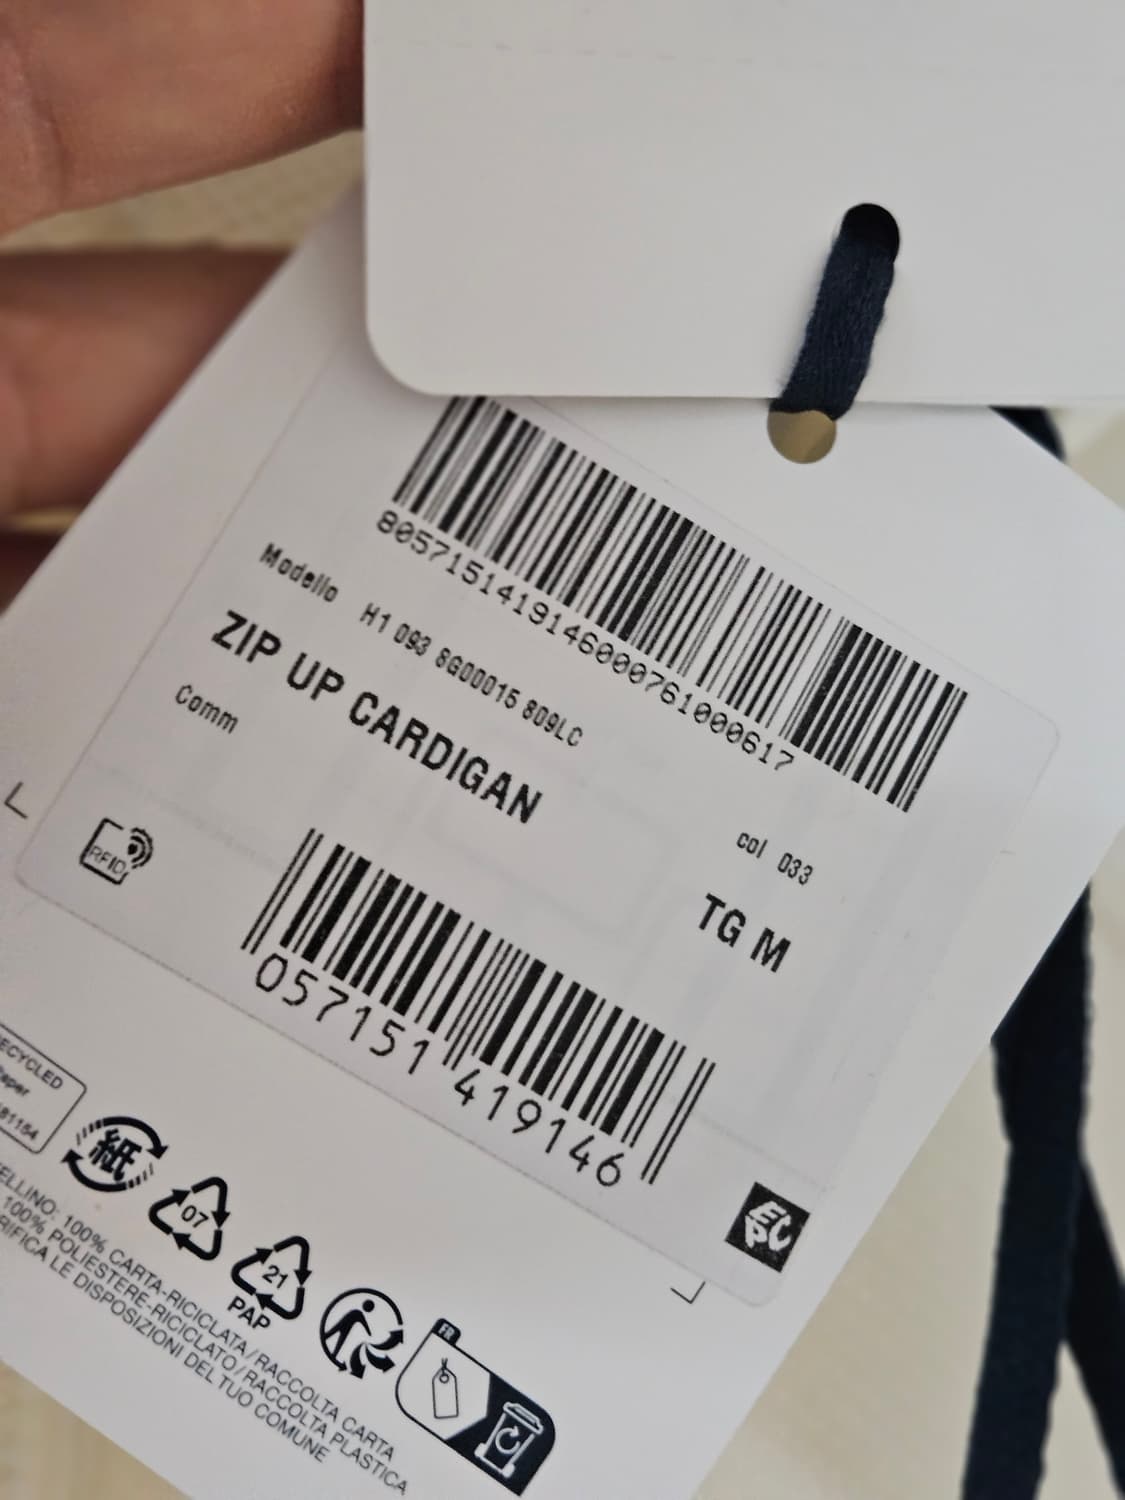 8057151419146000761000617
Modello H1 093 8G00015 809LC
ZIP UP CARDIGAN
Comm
col 033
TG M
RFID
057151 419146
RECYCLED
紙
07
21
PAP
FR
100% CARTA-RICICLATA/RACCOLTA CARTA
100% POLIESTERE-RICICLATO/RACCOLTA PLASTICA
LE DISPOSIZIONI DEL TUO COMUNE